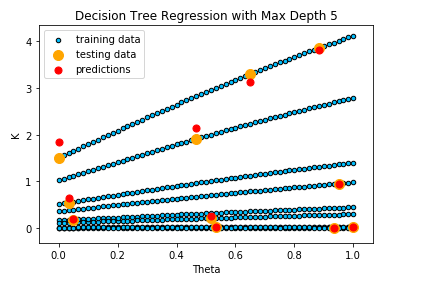 Decision Tree Regression with Max Depth 5
training data
testing data
predictions
4
3
2
1
0
K
0.0 0.2 0.4 0.6 0.8 1.0
Theta